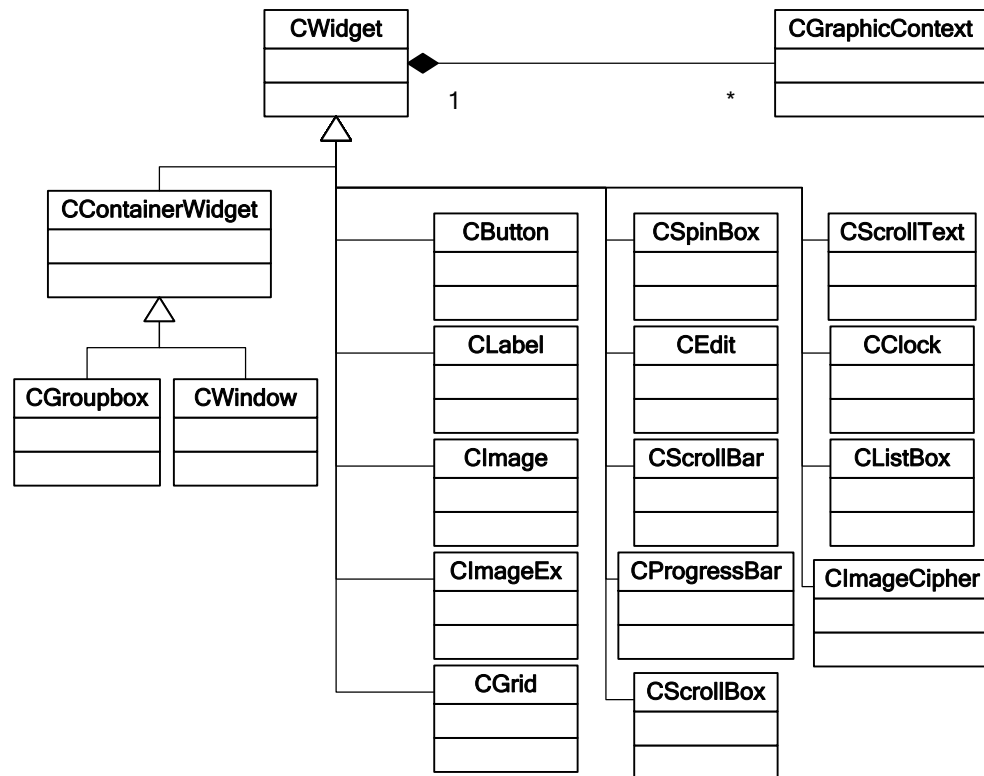 CWidget
CGraphicContext
1
*
CContainerWidget
CButton
CSpinBox
CScrollText
CLabel
CEdit
CClock
CGroupbox
CWindow
CImage
CScrollBar
CListBox
CImageEx
CProgressBar
CImageCipher
CGrid
CScrollBox